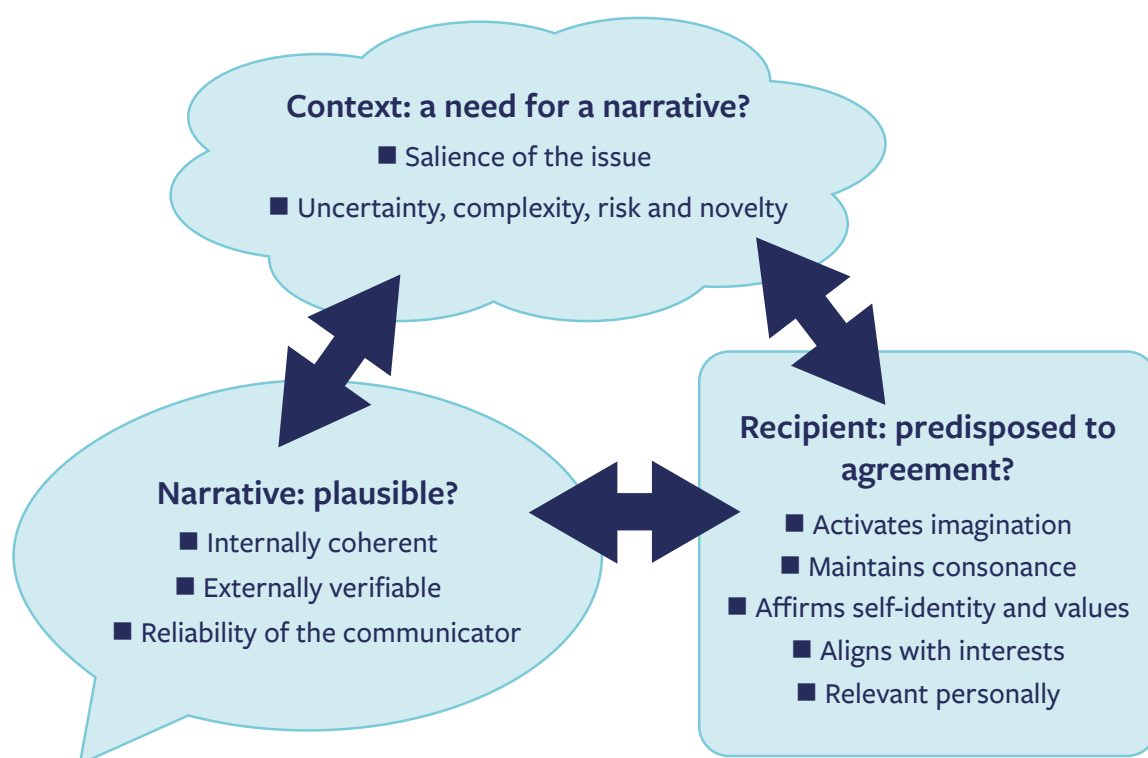 Context: a need for a narrative?
■ Salience of the issue
■ Uncertainty, complexity, risk and novelty
Narrative: plausible?
■ Internally coherent
■ Externally verifiable
■ Reliability of the communicator
Recipient: predisposed to
agreement?
■ Activates imagination
■ Maintains consonance
■ Affirms self-identity and values
■ Aligns with interests
■ Relevant personally